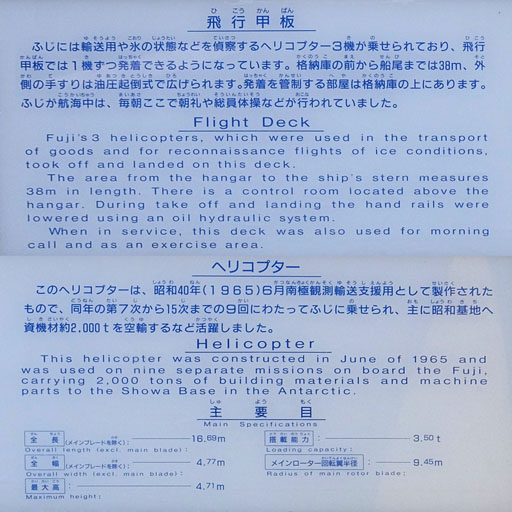 飛行甲板
ふじには輸送用や氷の状態などを偵察するヘリコプター3機が乗せられており、飛行
甲板では1機ずつ発着できるようになっています。格納庫の前から船尾までは38m、外
側の手すりは油圧起倒式で広げられます。発着を管制する部屋は格納庫の上にあります。
ふじが航海中は、毎朝ここで朝礼や総員体操などが行われていました。
Flight Deck
Fuji's 3 helicopters, which were used in the transport
of goods and for reconnaissance flights of ice conditions,
took off and landed on this deck.
The area from the hangar to the ship's stern measures
38m in length. There is a control room located above the
hangar. During take off and landing the hand rails were
lowered using an oil hydraulic system.
When in service, this deck was also used for morning
call and as an exercise area.
ヘリコプター
このヘリコプターは、昭和40年(1965)6月南極観測輸送支援用として製作された
もので、同年の第7次から15次までの9回にわたってふじに乗せられ、主に昭和基地へ
資機材約2,000tを空輸するなど活躍しました。
Helicopter
This helicopter was constructed in June of 1965 and
was used on nine separate missions on board the Fuji,
carrying 2,000 tons of building materials and machine
parts to the Showa Base in the Antarctic.
主要目
Main Specifications
全長(メインブレードを除く): 16.69m
Overall length (excl. main blade):
全幅(メインブレードを除く): 4.77m
Overall width (excl. main blade):
最大高: 4.71m
Maximum height:
搭載能力: 3.50t
Loading capacity:
メインローター回転翼半径: 9.45m
Radius of main rotor blade: